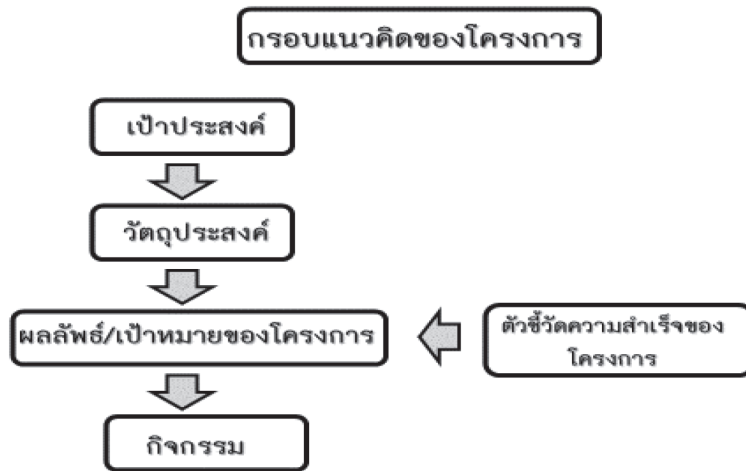 กรอบแนวคิดของโครงการ
เป้าประสงค์
วัตถุประสงค์
ผลลัพธ์/เป้าหมายของโครงการ
ตัวชี้วัดความสำเร็จของ
โครงการ
กิจกรรม